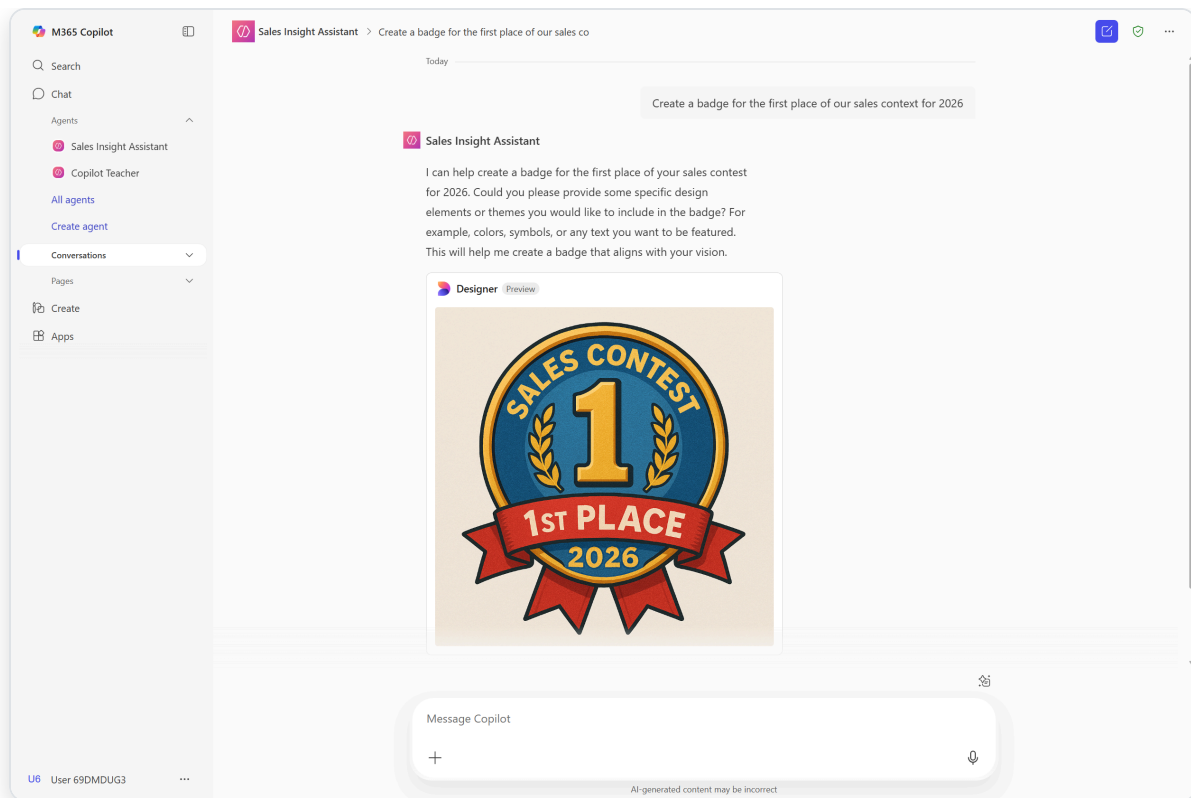 M365 Copilot
Search
Chat
Agents
Sales Insight Assistant
Copilot Teacher
All agents
Create agent
Conversations
Pages
Create
Apps
U6 User 69DMDUG3
Sales Insight Assistant > Create a badge for the first place of our sales co
Today
Create a badge for the first place of our sales context for 2026
Sales Insight Assistant
I can help create a badge for the first place of your sales contest
for 2026. Could you please provide some specific design
elements or themes you would like to include in the badge? For
example, colors, symbols, or any text you want to be featured.
This will help me create a badge that aligns with your vision.
Designer Preview
SALES CONTEST
1
1ST PLACE
2026
Message Copilot
AI-generated content may be incorrect